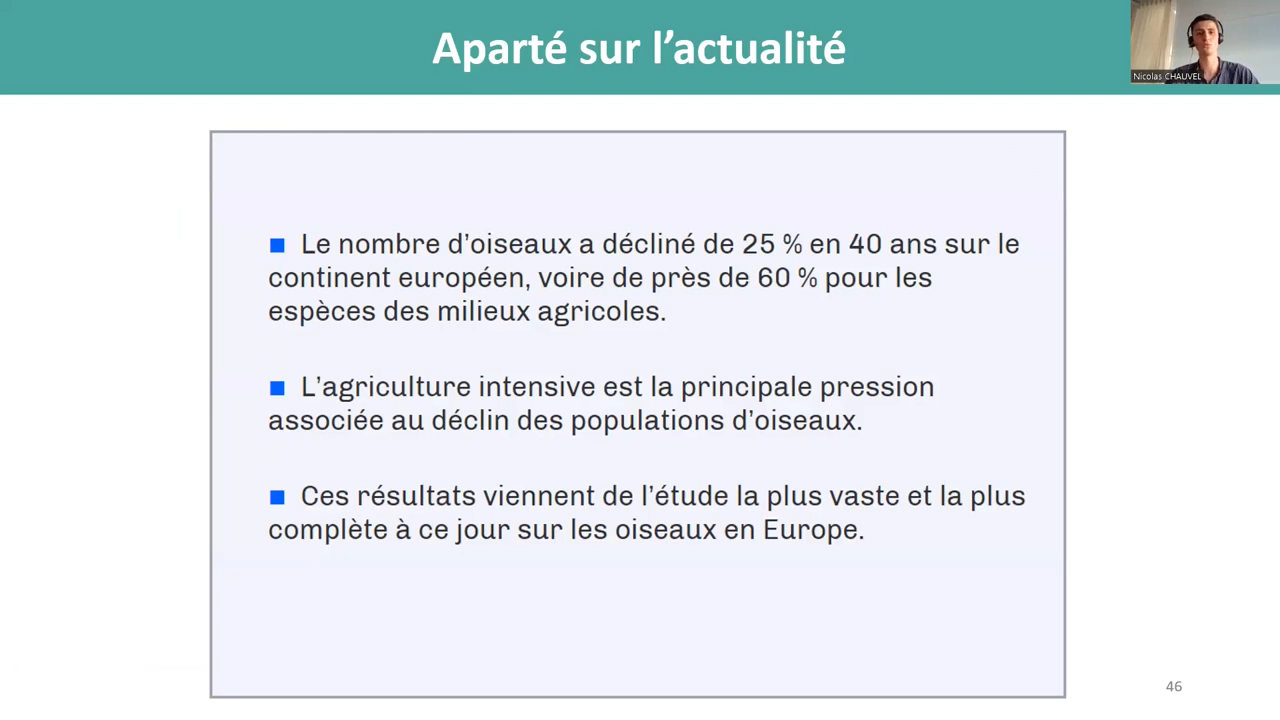 Aparté sur l’actualité
Nicolas CHAUVEL
■ Le nombre d’oiseaux a décliné de 25 % en 40 ans sur le
continent européen, voire de près de 60 % pour les
espèces des milieux agricoles.
■ L’agriculture intensive est la principale pression
associée au déclin des populations d’oiseaux.
■ Ces résultats viennent de l’étude la plus vaste et la plus
complète à ce jour sur les oiseaux en Europe.
46